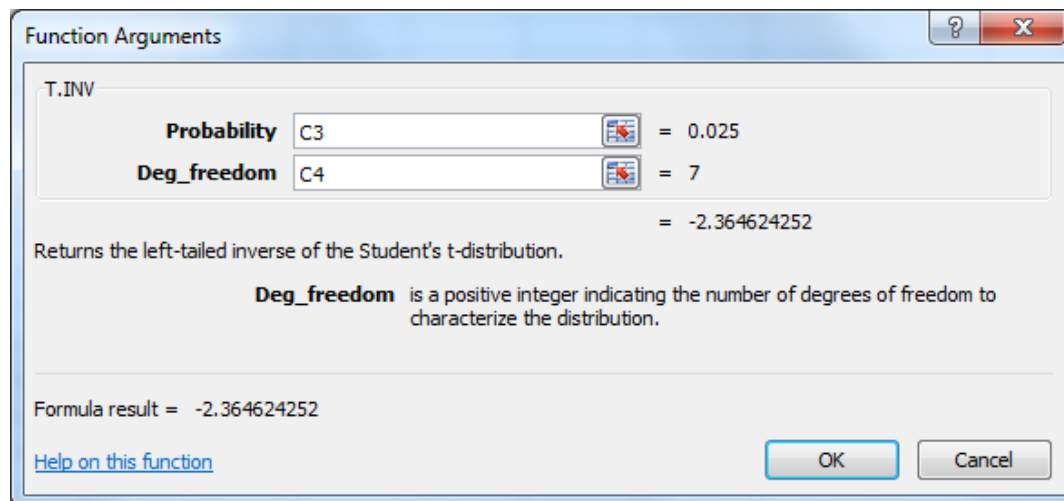 Function Arguments
T.INV
Probability C3 = 0.025
Deg_freedom C4 = 7
= -2.364624252
Returns the left-tailed inverse of the Student's t-distribution.
Deg_freedom is a positive integer indicating the number of degrees of freedom to
characterize the distribution.
Formula result = -2.364624252
Help on this function OK Cancel